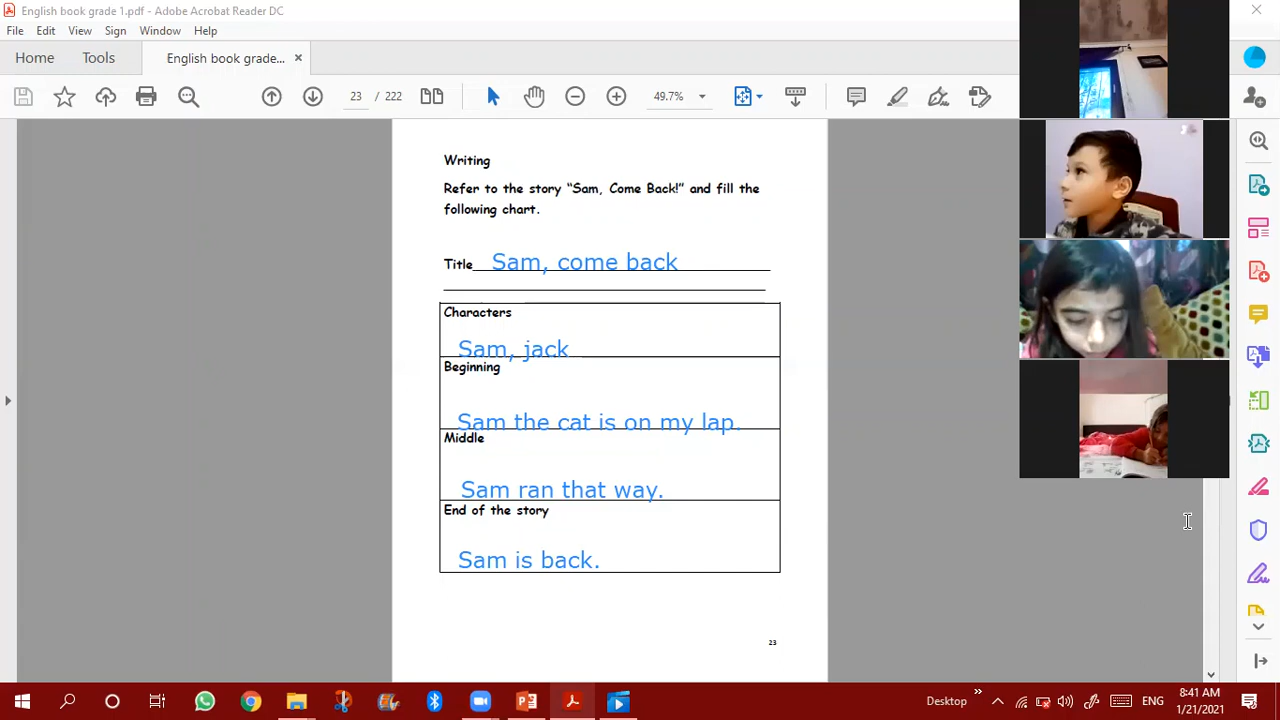 English book grade 1.pdf - Adobe Acrobat Reader DC
File Edit View Sign Window Help
Home Tools English book grade...
23 / 222 49.7%
Writing
Refer to the story “Sam, Come Back!” and fill the
following chart.
Title Sam, come back
Characters
Sam, jack
Beginning
Sam the cat is on my lap.
Middle
Sam ran that way.
End of the story
Sam is back.
23
Desktop ENG 8:41 AM
1/21/2021